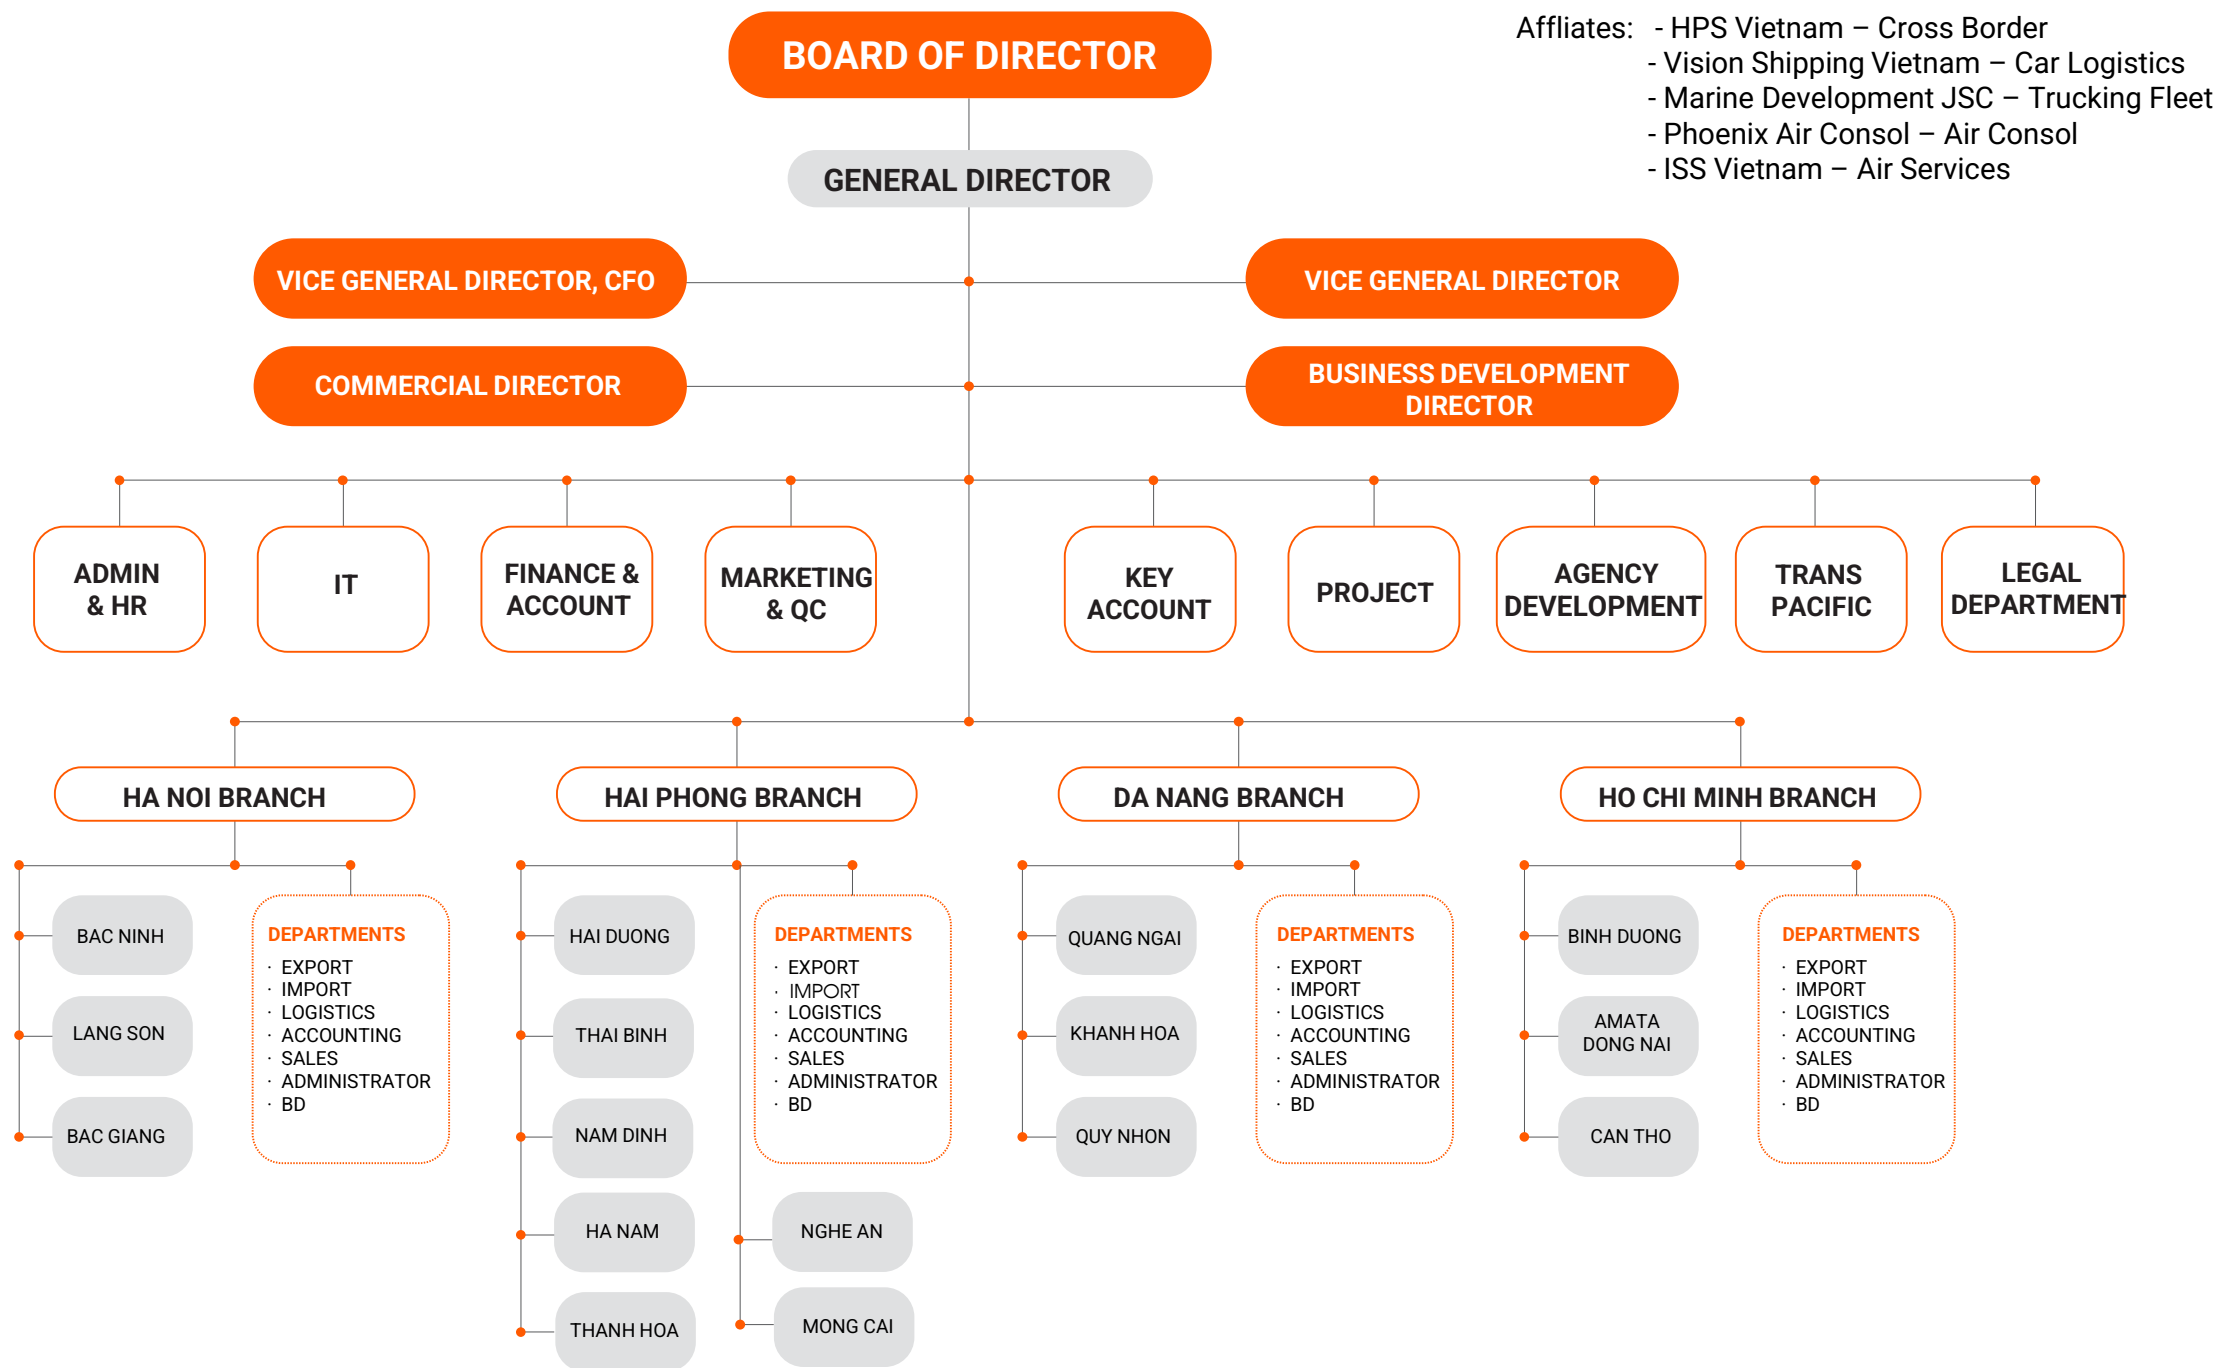 BOARD OF DIRECTOR
Affliates: - HPS Vietnam – Cross Border
- Vision Shipping Vietnam – Car Logistics
- Marine Development JSC – Trucking Fleet
- Phoenix Air Consol – Air Consol
- ISS Vietnam – Air Services
GENERAL DIRECTOR
VICE GENERAL DIRECTOR, CFO
VICE GENERAL DIRECTOR
COMMERCIAL DIRECTOR
BUSINESS DEVELOPMENT
DIRECTOR
ADMIN
& HR
IT
FINANCE &
ACCOUNT
MARKETING
& QC
KEY
ACCOUNT
PROJECT
AGENCY
DEVELOPMENT
TRANS
PACIFIC
LEGAL
DEPARTMENT
HA NOI BRANCH
HAI PHONG BRANCH
DA NANG BRANCH
HO CHI MINH BRANCH
BAC NINH
LANG SON
BAC GIANG
DEPARTMENTS
· EXPORT
· IMPORT
· LOGISTICS
· ACCOUNTING
· SALES
· ADMINISTRATOR
· BD
HAI DUONG
THAI BINH
NAM DINH
HA NAM
THANH HOA
DEPARTMENTS
· EXPORT
· IMPORT
· LOGISTICS
· ACCOUNTING
· SALES
· ADMINISTRATOR
· BD
NGHE AN
MONG CAI
QUANG NGAI
KHANH HOA
QUY NHON
DEPARTMENTS
· EXPORT
· IMPORT
· LOGISTICS
· ACCOUNTING
· SALES
· ADMINISTRATOR
· BD
BINH DUONG
AMATA
DONG NAI
CAN THO
DEPARTMENTS
· EXPORT
· IMPORT
· LOGISTICS
· ACCOUNTING
· SALES
· ADMINISTRATOR
· BD